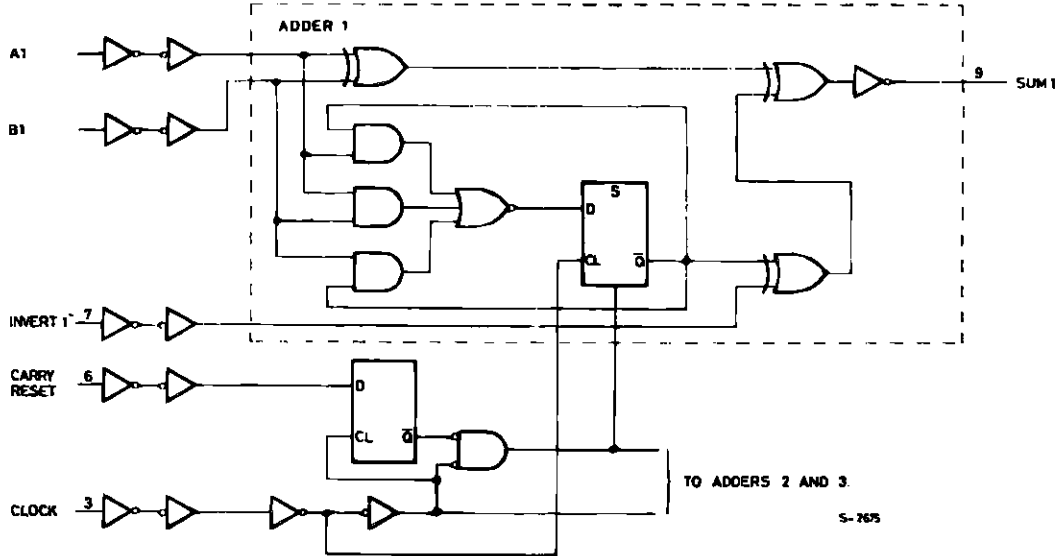 ADDER 1
A1
B1
9
SUM 1
S
D
CL
Q̅
INVERT 1
7
CARRY
RESET
6
D
CL
Q̅
TO ADDERS 2 AND 3.
CLOCK
3
S-2675